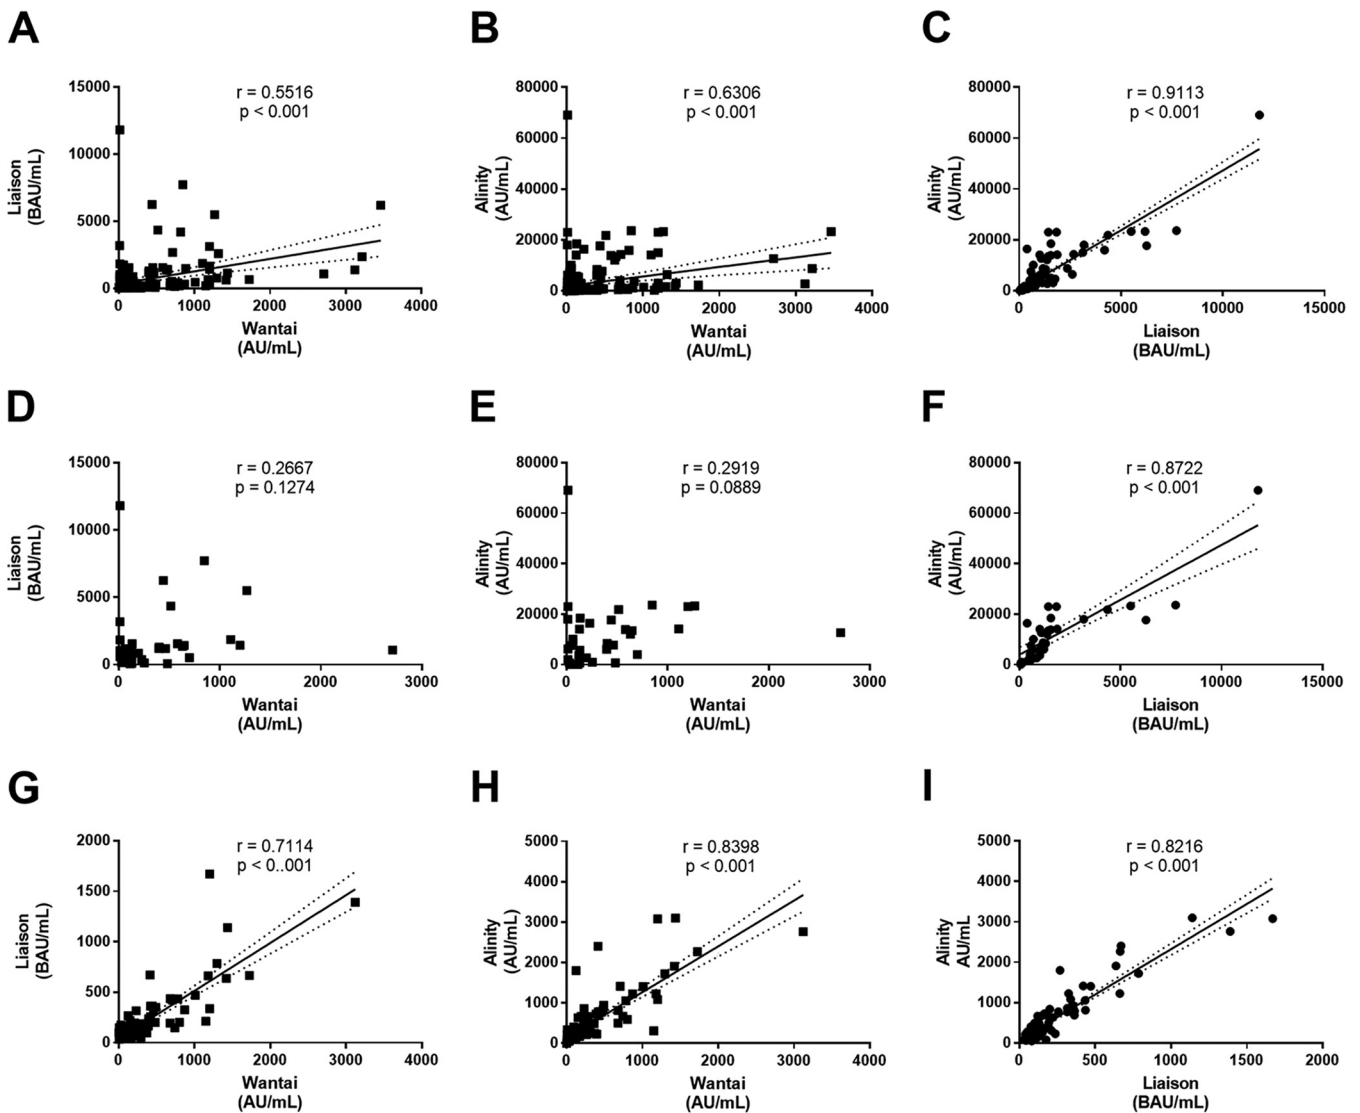 A
r = 0.5516
p < 0.001
Liaison
(BAU/mL)
15000
10000
5000
0
0 1000 2000 3000 4000
Wantai
(AU/mL)
B
r = 0.6306
p < 0.001
Alinity
(AU/mL)
80000
60000
40000
20000
0
0 1000 2000 3000 4000
Wantai
(AU/mL)
C
r = 0.9113
p < 0.001
Alinity
(AU/mL)
80000
60000
40000
20000
0
0 5000 10000 15000
Liaison
(BAU/mL)
D
r = 0.2667
p = 0.1274
Liaison
(BAU/mL)
15000
10000
5000
0
0 1000 2000 3000
Wantai
(AU/mL)
E
r = 0.2919
p = 0.0889
Alinity
(AU/mL)
80000
60000
40000
20000
0
0 1000 2000 3000
Wantai
(AU/mL)
F
r = 0.8722
p < 0.001
Alinity
(AU/mL)
80000
60000
40000
20000
0
0 5000 10000 15000
Liaison
(BAU/mL)
G
r = 0.7114
p < 0..001
Liaison
(BAU/mL)
2000
1500
1000
500
0
0 1000 2000 3000 4000
Wantai
(AU/mL)
H
r = 0.8398
p < 0.001
Alinity
(AU/mL)
5000
4000
3000
2000
1000
0
0 1000 2000 3000 4000
Wantai
(AU/mL)
I
r = 0.8216
p < 0.001
Alinity
AU/mL
5000
4000
3000
2000
1000
0
0 500 1000 1500 2000
Liaison
(BAU/mL)